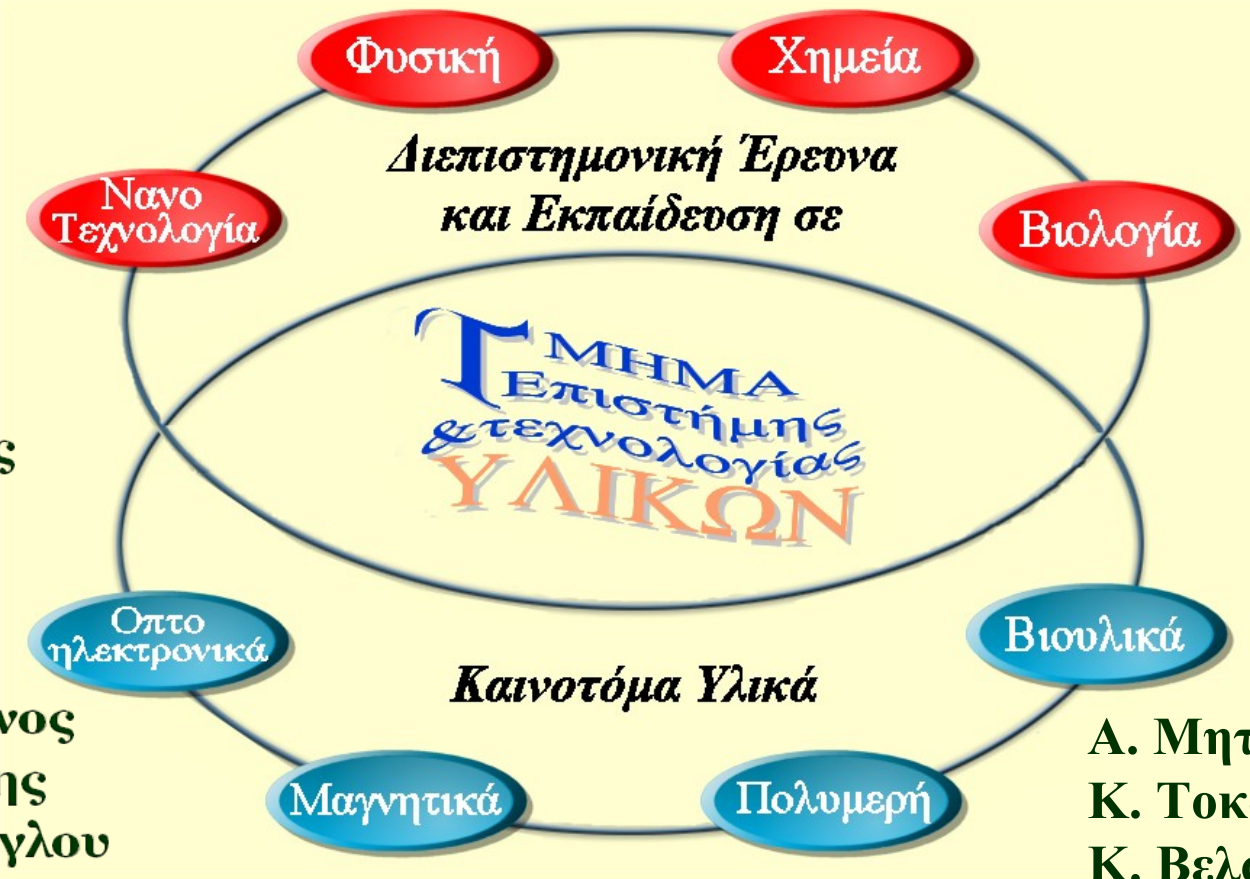 Φυσική
Χημεία
Διεπιστημονική Έρευνα
και Εκπαίδευση σε
Νανο
Τεχνολογία
Βιολογία
ΤΜΗΜΑ
Επιστήμης
&τεχνολογίας
ΥΛΙΚΩΝ
Οπτο
ηλεκτρονικά
Βιουλικά
Καινοτόμα Υλικά
Μαγνητικά
Πολυμερή
Α.
Κ.
Κ.